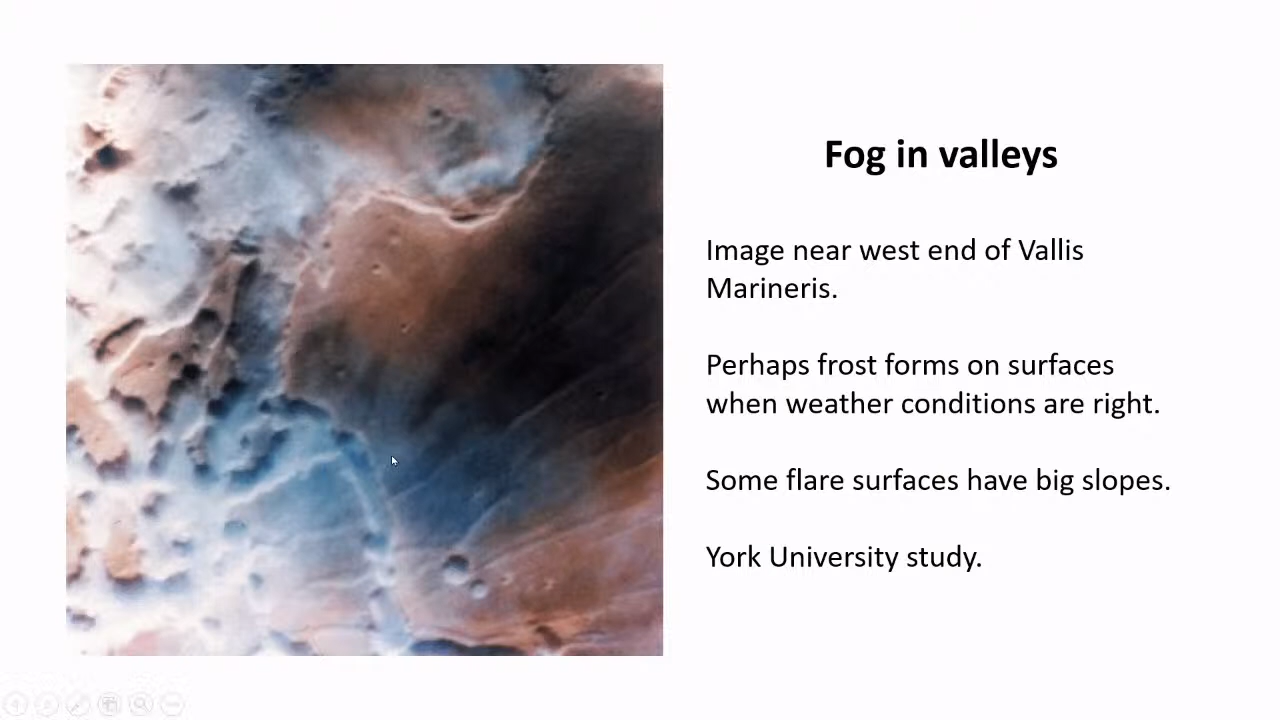 Fog in valleys
Image near west end of Vallis
Marineris.
Perhaps frost forms on surfaces
when weather conditions are right.
Some flare surfaces have big slopes.
York University study.